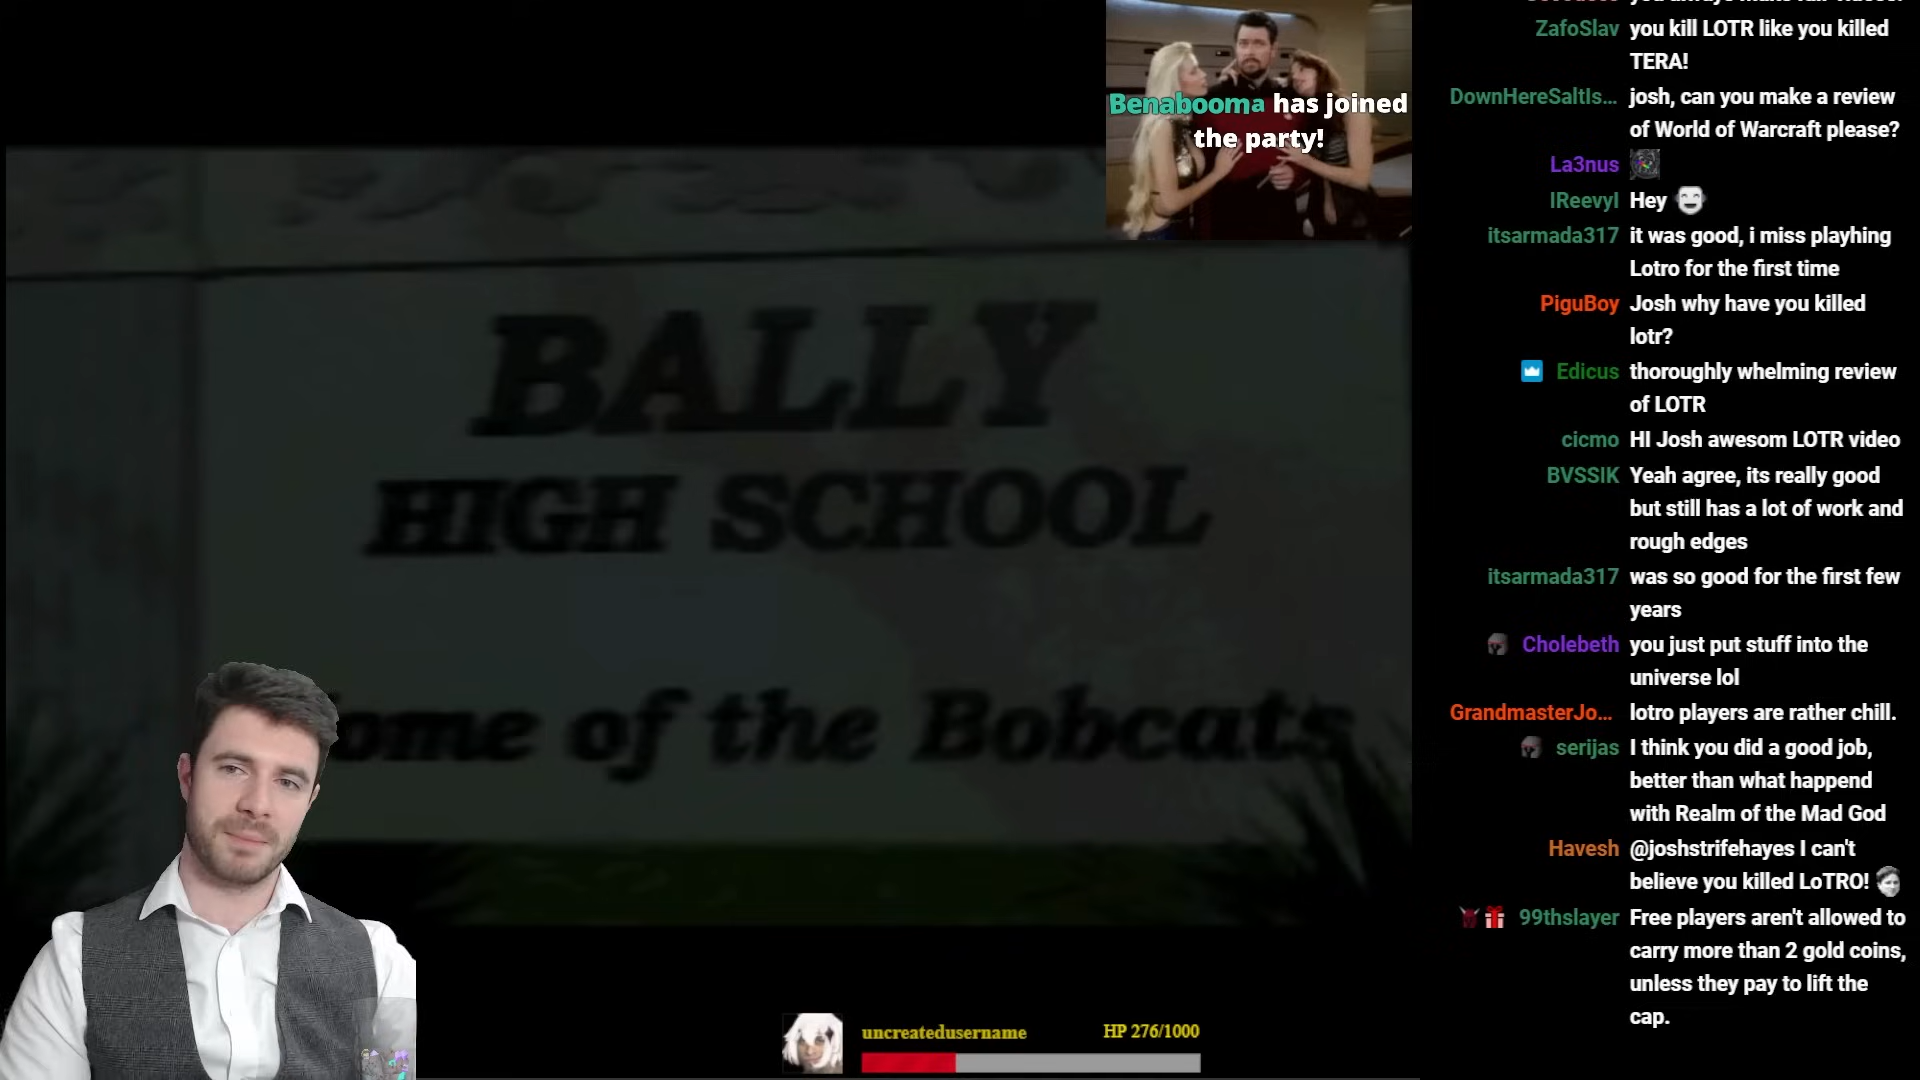 Benabooma has joined
the party!
BALLY
HIGH SCHOOL
ome of the Bobcats
uncreatedusername HP 276/1000
ZafoSlav you kill LOTR like you killed
TERA!
DownHereSaltIs... josh, can you make a review
of World of Warcraft please?
La3nus
IReevyI Hey
itsarmada317 it was good, i miss playhing
Lotro for the first time
PiguBoy Josh why have you killed
lotr?
Edicus thoroughly whelming review
of LOTR
cicmo HI Josh awesom LOTR video
BVSSIK Yeah agree, its really good
but still has a lot of work and
rough edges
itsarmada317 was so good for the first few
years
Cholebeth you just put stuff into the
universe lol
GrandmasterJo... lotro players are rather chill.
serijas I think you did a good job,
better than what happend
with Realm of the Mad God
Havesh @joshstrifehayes I can't
believe you killed LoTRO!
99thslayer Free players aren't allowed to
carry more than 2 gold coins,
unless they pay to lift the
cap.